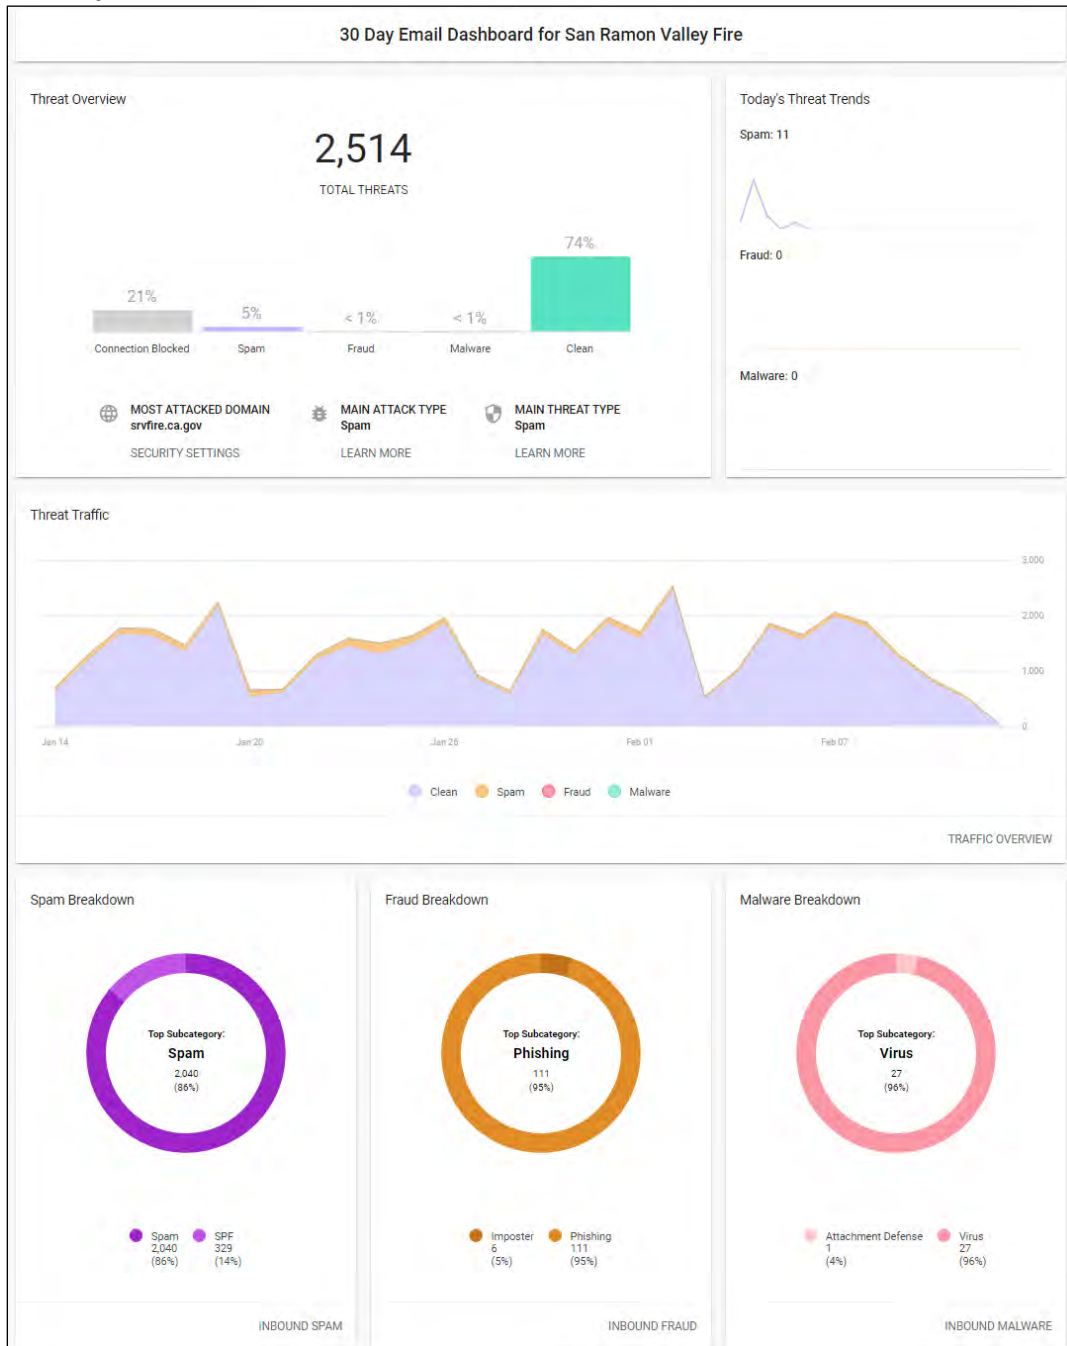 30 Day Email Dashboard for San Ramon Valley Fire
Threat Overview
2,514
TOTAL THREATS
21%
5%
< 1%
< 1%
74%
Connection Blocked
Spam
Fraud
Malware
Clean
MOST ATTACKED DOMAIN
srvfire.ca.gov
SECURITY SETTINGS
MAIN ATTACK TYPE
Spam
LEARN MORE
MAIN THREAT TYPE
Spam
LEARN MORE
Today's Threat Trends
Spam: 11
Fraud: 0
Malware: 0
Threat Traffic
3,000
2,000
1,000
0
Jan 14
Jan 20
Jan 26
Feb 01
Feb 07
Clean
Spam
Fraud
Malware
TRAFFIC OVERVIEW
Spam Breakdown
Top Subcategory:
Spam
2,040
(86%)
Spam
2,040
(86%)
SPF
329
(14%)
INBOUND SPAM
Fraud Breakdown
Top Subcategory:
Phishing
111
(95%)
Imposter
6
(5%)
Phishing
111
(95%)
INBOUND FRAUD
Malware Breakdown
Top Subcategory:
Virus
27
(96%)
Attachment Defense
1
(4%)
Virus
27
(96%)
INBOUND MALWARE